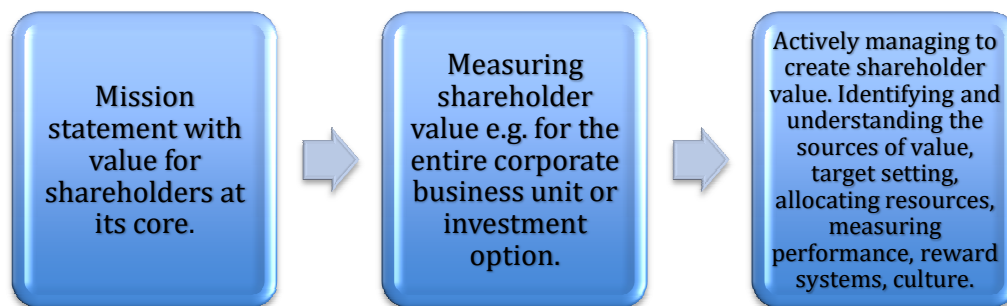 Mission
statement with
value for
shareholders at
its core.
Measuring
shareholder
value e.g. for the
entire corporate
business unit or
investment
option.
Actively managing to
create shareholder
value. Identifying and
understanding the
sources of value,
target setting,
allocating resources,
measuring
performance, reward
systems, culture.